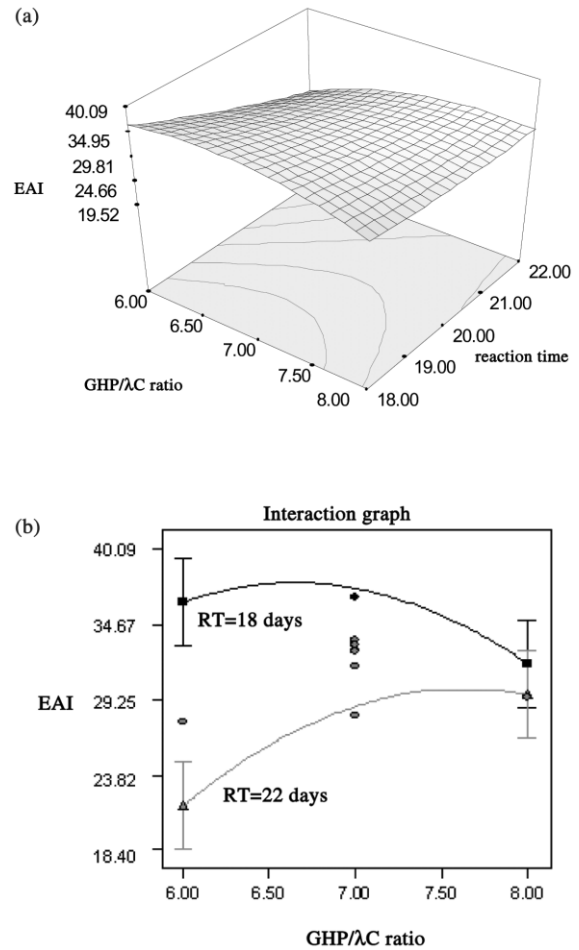 (a)
40.09
34.95
29.81
EAI
24.66
19.52
6.00
6.50
7.00
7.50
8.00
GHP/λC ratio
22.00
21.00
20.00
19.00
18.00
reaction time
(b)
Interaction graph
40.09
34.67
29.25
23.82
18.40
EAI
RT=18 days
RT=22 days
6.00 6.50 7.00 7.50 8.00
GHP/λC ratio